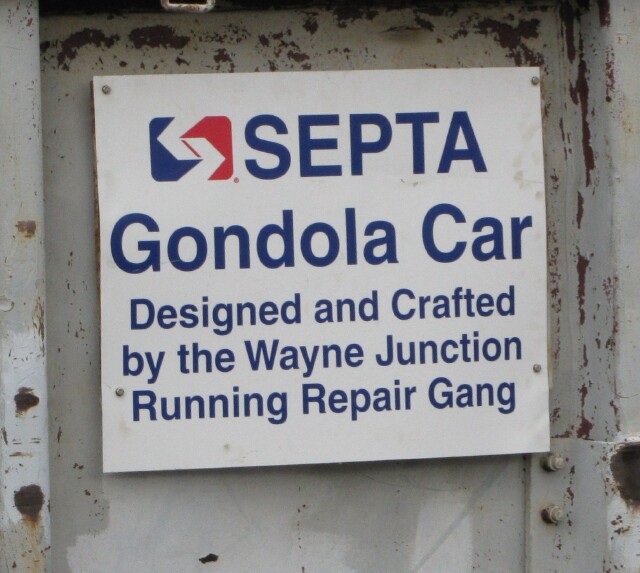 SEPTA
Gondola Car
Designed and Crafted
by the Wayne Junction
Running Repair Gang